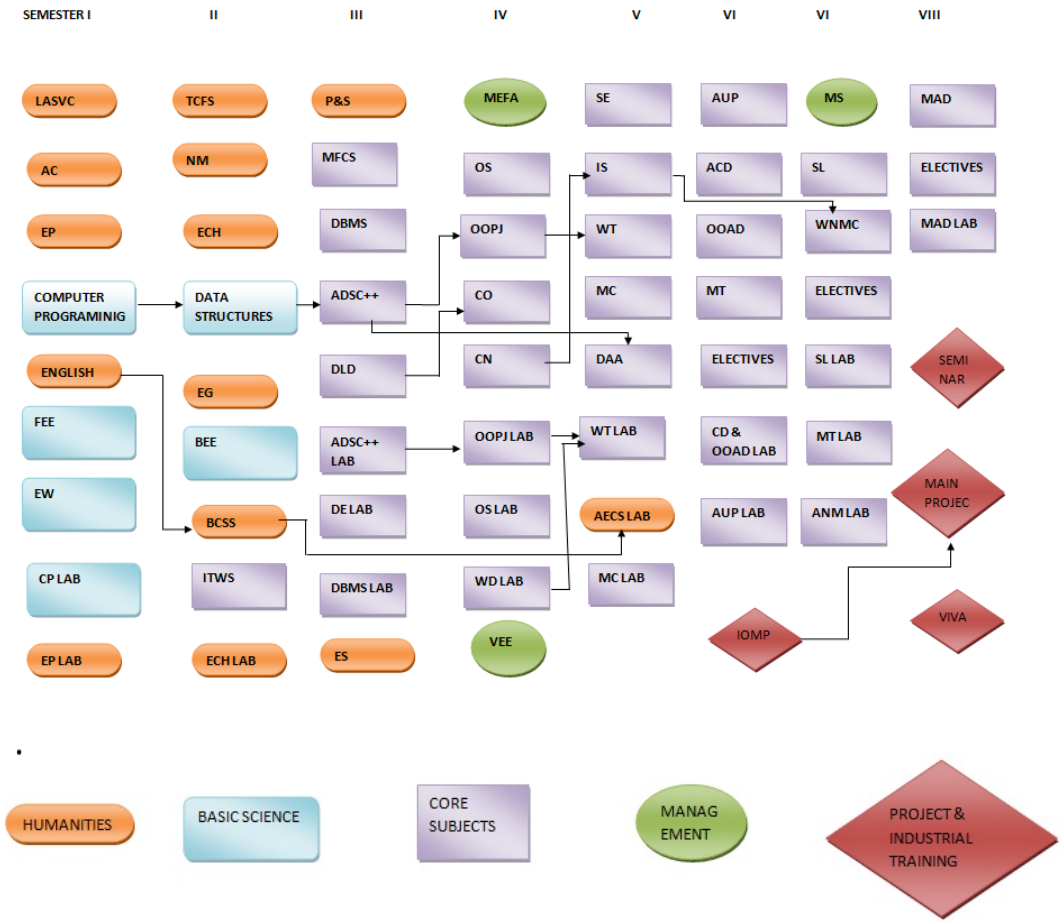 SEMESTER I II III IV V VI VI VIII
LASVC TCFS P&S MEFA SE AUP MS MAD
AC NM MFCS OS IS ACD SL ELECTIVES
EP ECH DBMS OOPJ WT OOAD WNMC MAD LAB
COMPUTER
PROGRAMINIG
DATA
STRUCTURES
ADSC++ CO MC MT ELECTIVES
ENGLISH EG DLD CN DAA ELECTIVES SL LAB
SEMI
NAR
FEE BEE
ADSC++
LAB
OOPJ LAB WT LAB
CD &
OOAD LAB
MT LAB
MAIN
PROJEC
EW BCSS DE LAB OS LAB AECS LAB AUP LAB ANM LAB
CP LAB ITWS DBMS LAB WD LAB MC LAB
IOMP VIVA
EP LAB ECH LAB ES VEE
.
HUMANITIES
BASIC SCIENCE
CORE
SUBJECTS
MANAG
EMENT
PROJECT &
INDUSTRIAL
TRAINING